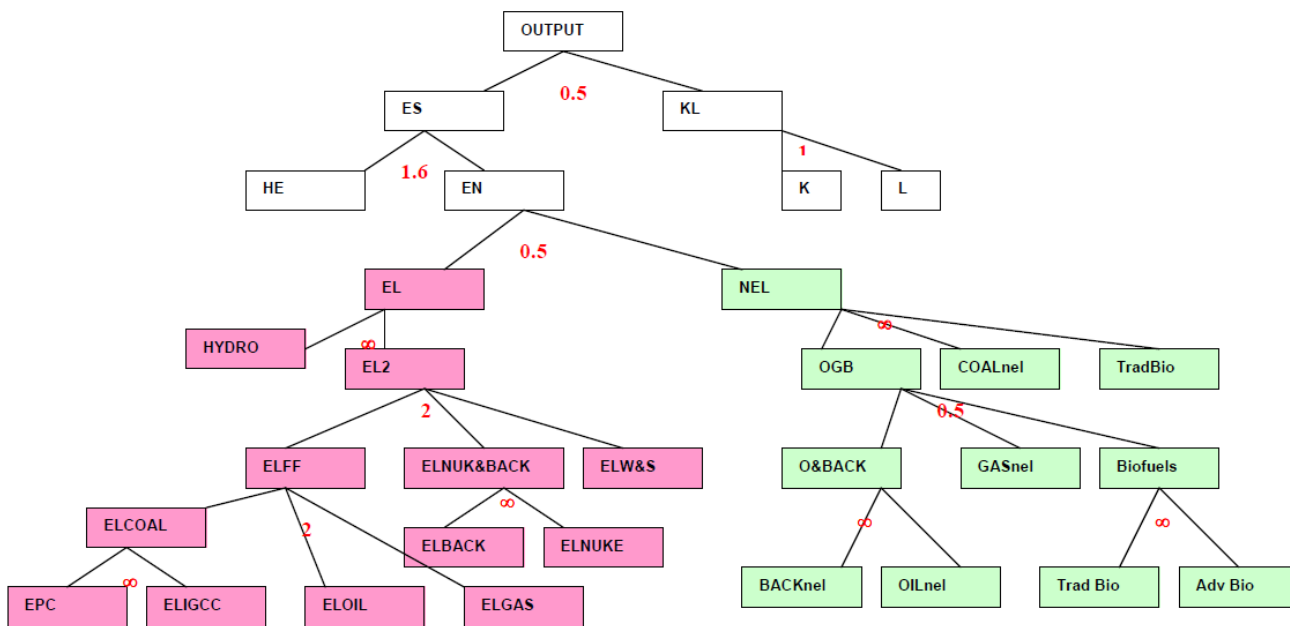 OUTPUT
0.5
ES
KL
1
1.6
HE
EN
K
L
0.5
EL
NEL
HYDRO
∞
∞
EL2
OGB
COALnel
TradBio
2
0.5
ELFF
ELNUK&BACK
ELW&S
O&BACK
GASnel
Biofuels
ELCOAL
2
∞
∞
∞
ELBACK
ELNUKE
∞
EPC
ELIGCC
ELOIL
ELGAS
BACKnel
OILnel
Trad Bio
Adv Bio